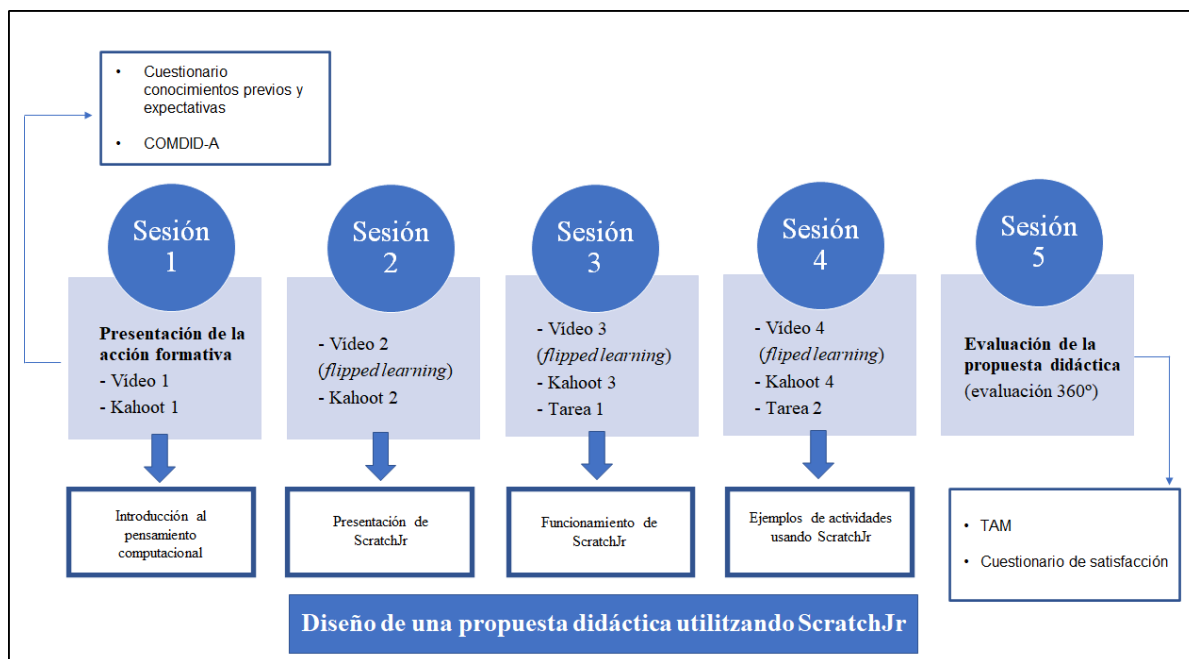 • Cuestionario
conocimientos previos y
expectativas
• COMDID-A
Sesión
1
Sesión
2
Sesión
3
Sesión
4
Sesión
5
Presentación de la
acción formativa
- Vídeo 1
- Kahoot 1
- Vídeo 2
(flipped learning)
- Kahoot 2
- Vídeo 3
(flipped learning)
- Kahoot 3
- Tarea 1
- Vídeo 4
(fliped learning)
- Kahoot 4
- Tarea 2
Evaluación de la
propuesta didáctica
(evaluación 360º)
Introducción al
pensamiento
computacional
Presentación de
ScratchJr
Funcionamiento de
ScratchJr
Ejemplos de actividades
usando ScratchJr
• TAM
• Cuestionario de satisfacción
Diseño de una propuesta didáctica utilitzando ScratchJr